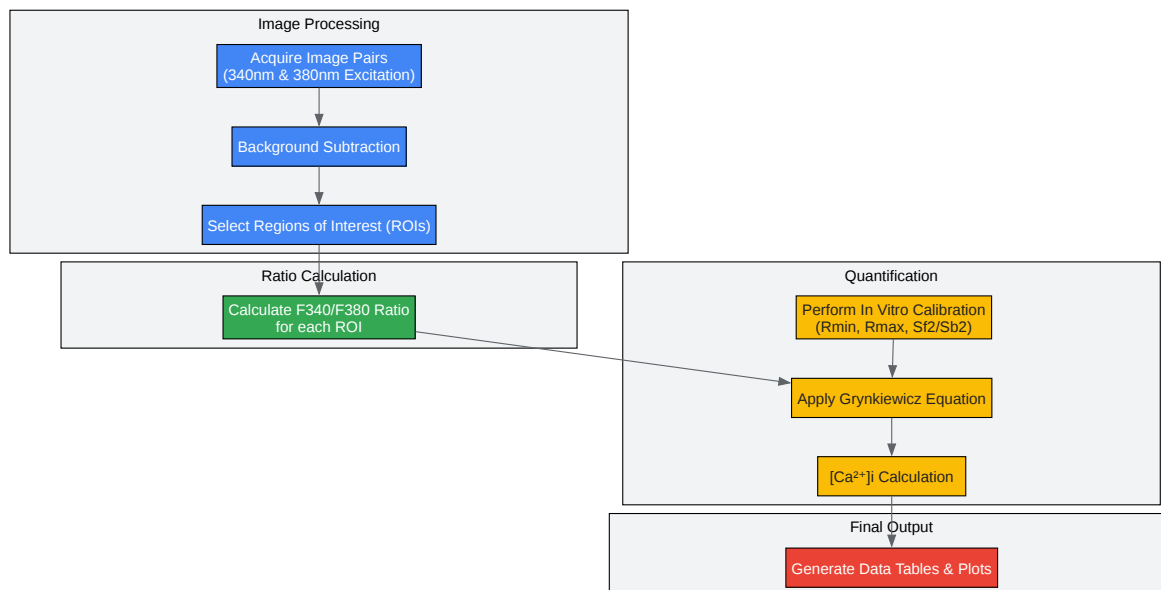 Image Processing
Acquire Image Pairs
(340nm & 380nm Excitation)
Background Subtraction
Select Regions of Interest (ROIs)
Ratio Calculation
Calculate F340/F380 Ratio
for each ROI
Quantification
Perform In Vitro Calibration
(Rmin, Rmax, Sf2/Sb2)
Apply Grynkiewicz Equation
[Ca²⁺]i Calculation
Final Output
Generate Data Tables & Plots